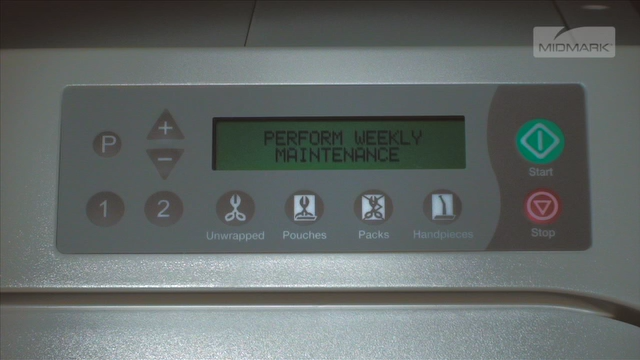 MIDMARK
PERFORM WEEKLY
MAINTENANCE
P
+
−
1
2
Unwrapped
Pouches
Packs
Handpieces
Start
Stop